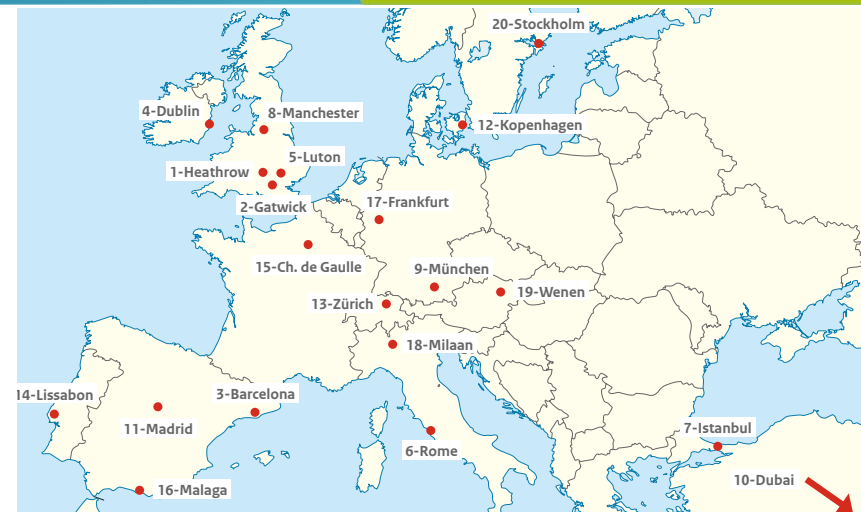 20-Stockholm
4-Dublin
8-Manchester
12-Kopenhagen
5-Luton
1-Heathrow
2-Gatwick
17-Frankfurt
15-Ch. de Gaulle
9-München
19-Wenen
13-Zürich
18-Milaan
14-Lissabon
3-Barcelona
11-Madrid
7-Istanbul
6-Rome
10-Dubai
16-Malaga